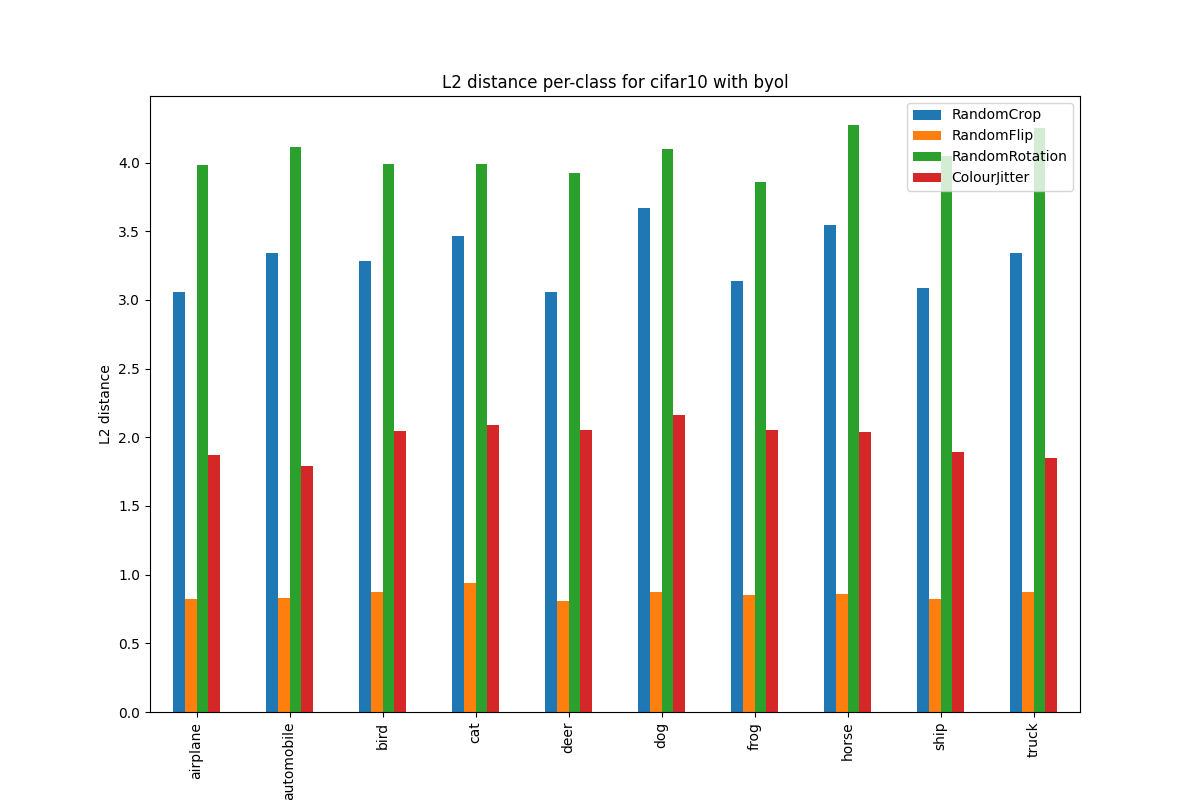 L2 distance per-class for cifar10 with byol
RandomCrop
RandomFlip
RandomRotation
ColourJitter
L2 distance
4.0
3.5
3.0
2.5
2.0
1.5
1.0
0.5
0.0
airplane
automobile
bird
cat
deer
dog
frog
horse
ship
truck